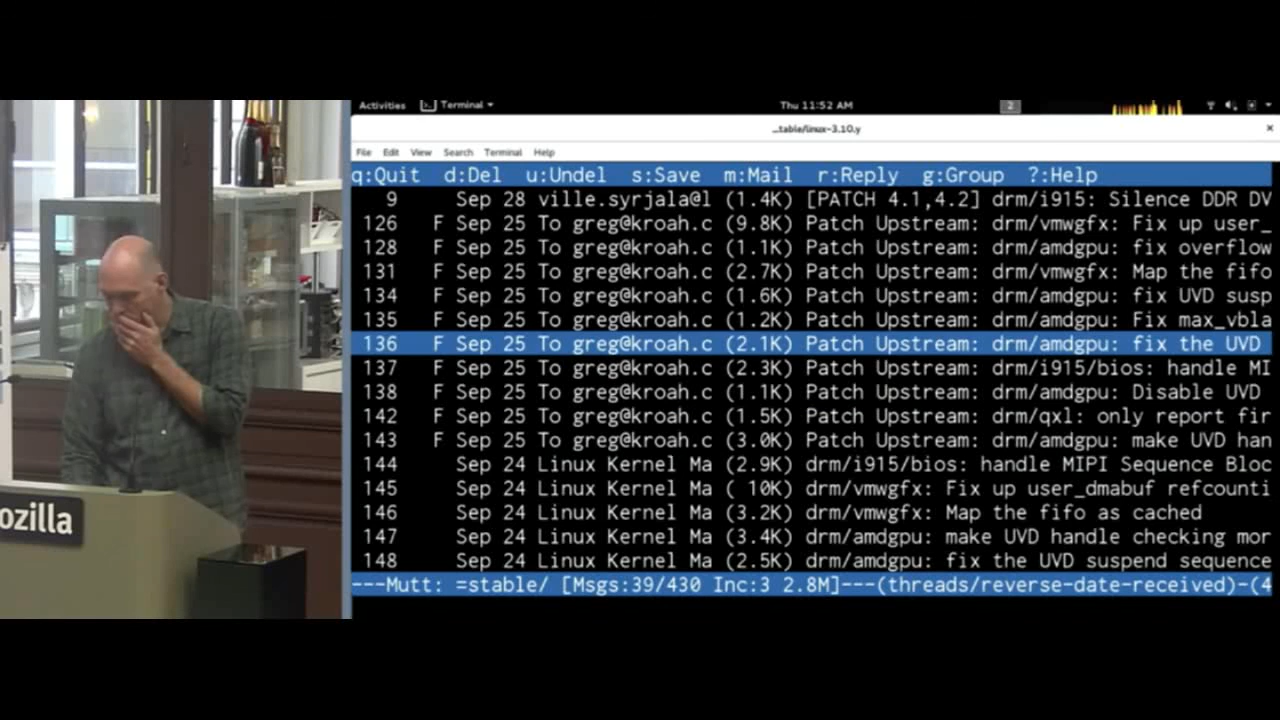 ozilla
Activities Terminal Thu 11:52 AM 2
...table/linux-3.10.y ×
File Edit View Search Terminal Help
q:Quit d:Del u:Undel s:Save m:Mail r:Reply g:Group ?:Help
9 Sep 28 ville.syrjala@l (1.4K) [PATCH 4.1,4.2] drm/i915: Silence DDR DV
126 F Sep 25 To greg@kroah.c (9.8K) Patch Upstream: drm/vmwgfx: Fix up user_
128 F Sep 25 To greg@kroah.c (1.1K) Patch Upstream: drm/amdgpu: fix overflow
131 F Sep 25 To greg@kroah.c (2.7K) Patch Upstream: drm/vmwgfx: Map the fifo
134 F Sep 25 To greg@kroah.c (1.6K) Patch Upstream: drm/amdgpu: fix UVD susp
135 F Sep 25 To greg@kroah.c (1.2K) Patch Upstream: drm/amdgpu: Fix max_vbla
136 F Sep 25 To greg@kroah.c (2.1K) Patch Upstream: drm/amdgpu: fix the UVD
137 F Sep 25 To greg@kroah.c (2.3K) Patch Upstream: drm/i915/bios: handle MI
138 F Sep 25 To greg@kroah.c (1.1K) Patch Upstream: drm/amdgpu: Disable UVD
142 F Sep 25 To greg@kroah.c (1.5K) Patch Upstream: drm/qxl: only report fir
143 F Sep 25 To greg@kroah.c (3.0K) Patch Upstream: drm/amdgpu: make UVD han
144 Sep 24 Linux Kernel Ma (2.9K) drm/i915/bios: handle MIPI Sequence Bloc
145 Sep 24 Linux Kernel Ma ( 10K) drm/vmwgfx: Fix up user_dmabuf refcounti
146 Sep 24 Linux Kernel Ma (3.2K) drm/vmwgfx: Map the fifo as cached
147 Sep 24 Linux Kernel Ma (3.4K) drm/amdgpu: make UVD handle checking mor
148 Sep 24 Linux Kernel Ma (2.5K) drm/amdgpu: fix the UVD suspend sequence
---Mutt: =stable/ [Msgs:39/430 Inc:3 2.8M]---(threads/reverse-date-received)-(4